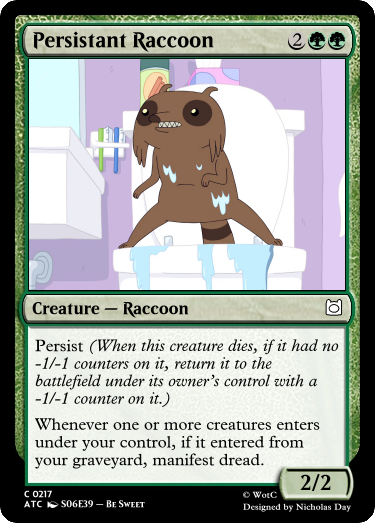 Persistant Raccoon 2
Creature — Raccoon
Persist (When this creature dies, if it had no
-1/-1 counters on it, return it to the
battlefield under its owner's control with a
-1/-1 counter on it.)
Whenever one or more creatures enters
under your control, if it entered from
your graveyard, manifest dread.
2/2
C 0217
ATC S06E39 — Be Sweet
© WotC
Designed by Nicholas Day